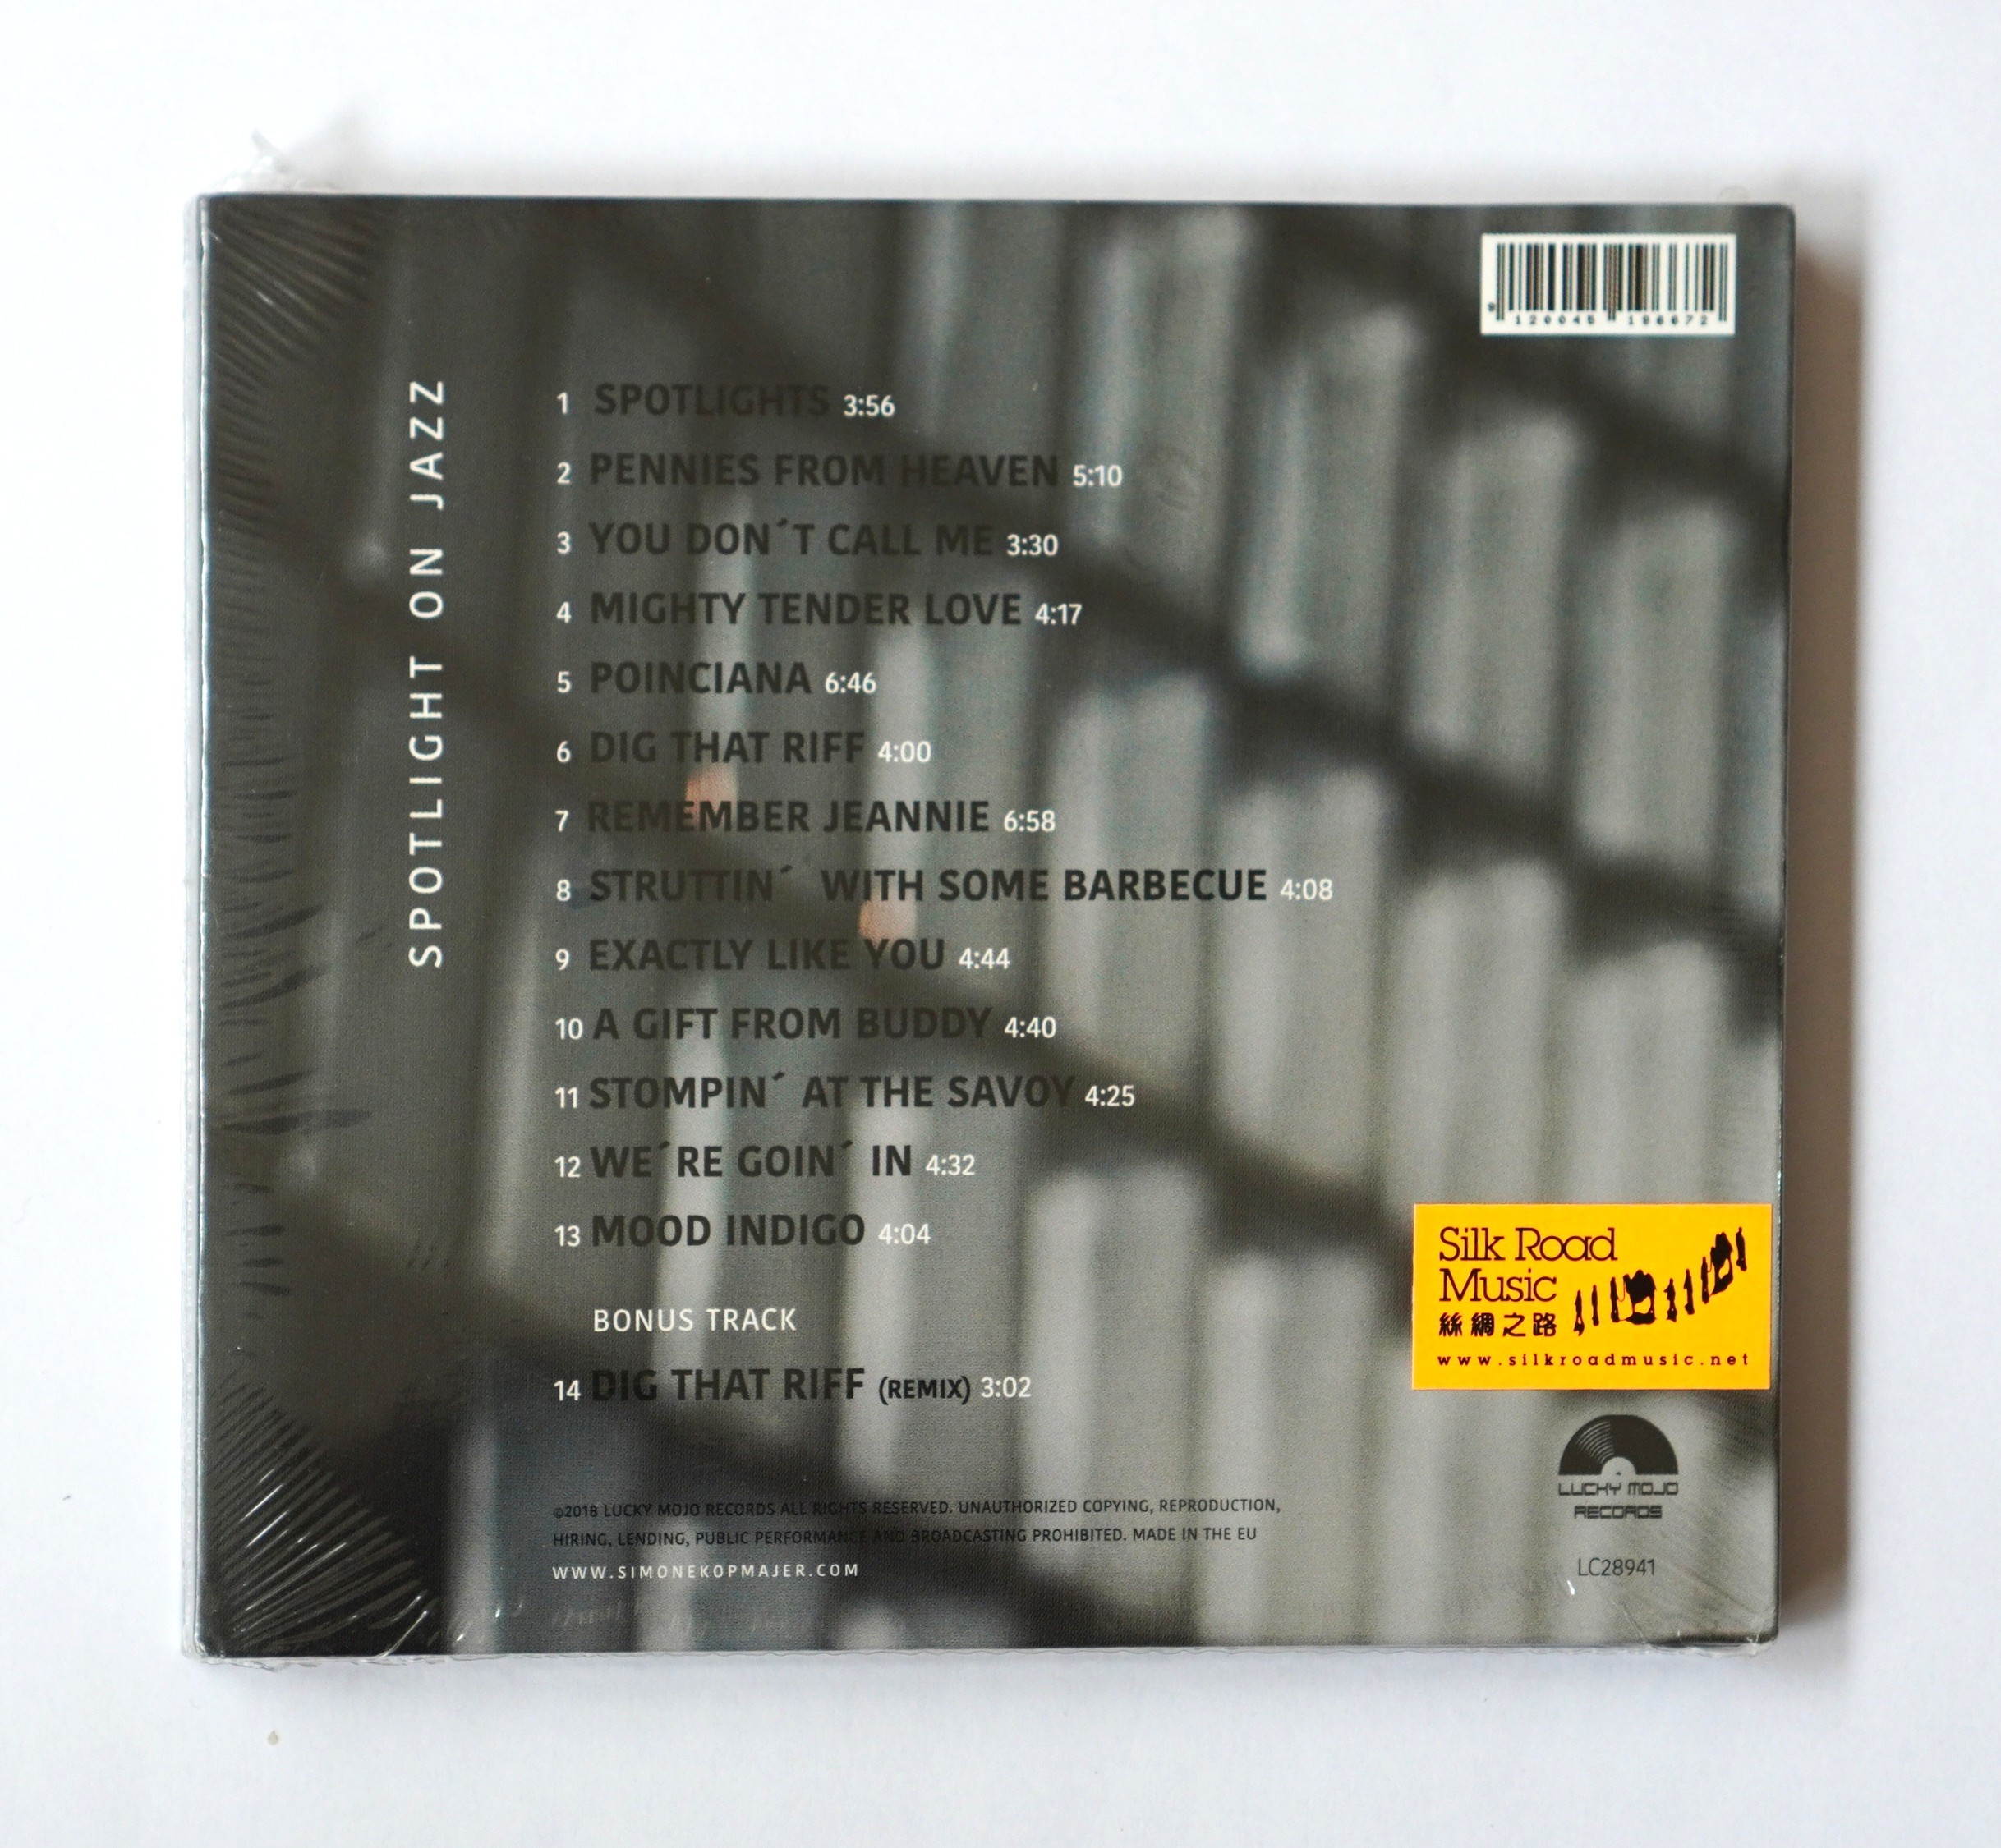 SPOTLIGHT ON JAZZ
9 120045 196672
1 SPOTLIGHTS 3:56
2 PENNIES FROM HEAVEN 5:10
3 YOU DON´T CALL ME 3:30
4 MIGHTY TENDER LOVE 4:17
5 POINCIANA 6:46
6 DIG THAT RIFF 4:00
7 REMEMBER JEANNIE 6:58
8 STRUTTIN´ WITH SOME BARBECUE 4:08
9 EXACTLY LIKE YOU 4:44
10 A GIFT FROM BUDDY 4:40
11 STOMPIN´ AT THE SAVOY 4:25
12 WE´RE GOIN´ IN 4:32
13 MOOD INDIGO 4:04
BONUS TRACK
14 DIG THAT RIFF (REMIX) 3:02
©2018 LUCKY MOJO RECORDS ALL RIGHTS RESERVED. UNAUTHORIZED COPYING, REPRODUCTION,
HIRING, LENDING, PUBLIC PERFORMANCE AND BROADCASTING PROHIBITED. MADE IN THE EU
WWW.SIMONEKOPMAJER.COM
Silk Road
Music
絲綢之路
www.silkroadmusic.net
LUCKY MOJO
RECORDS
LC28941